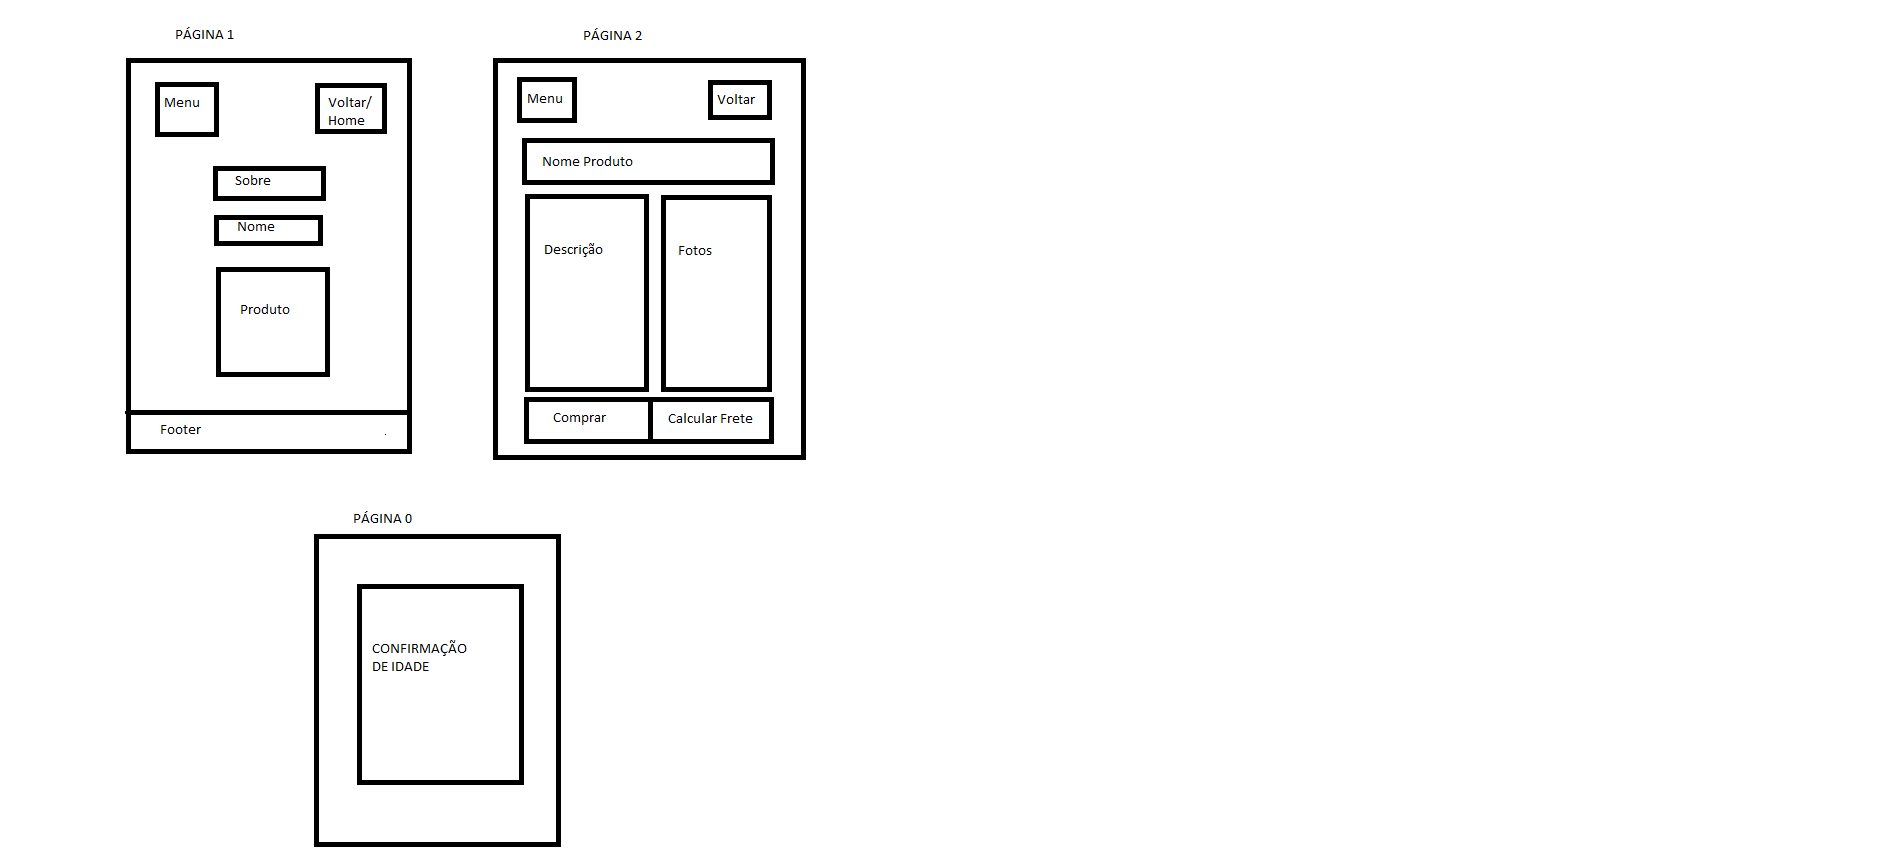 PÁGINA 1
Menu
Voltar/
Home
Sobre
Nome
Produto
Footer
.
PÁGINA 2
Menu
Voltar
Nome Produto
Descrição
Fotos
Comprar
Calcular Frete
PÁGINA 0
CONFIRMAÇÃO
DE IDADE